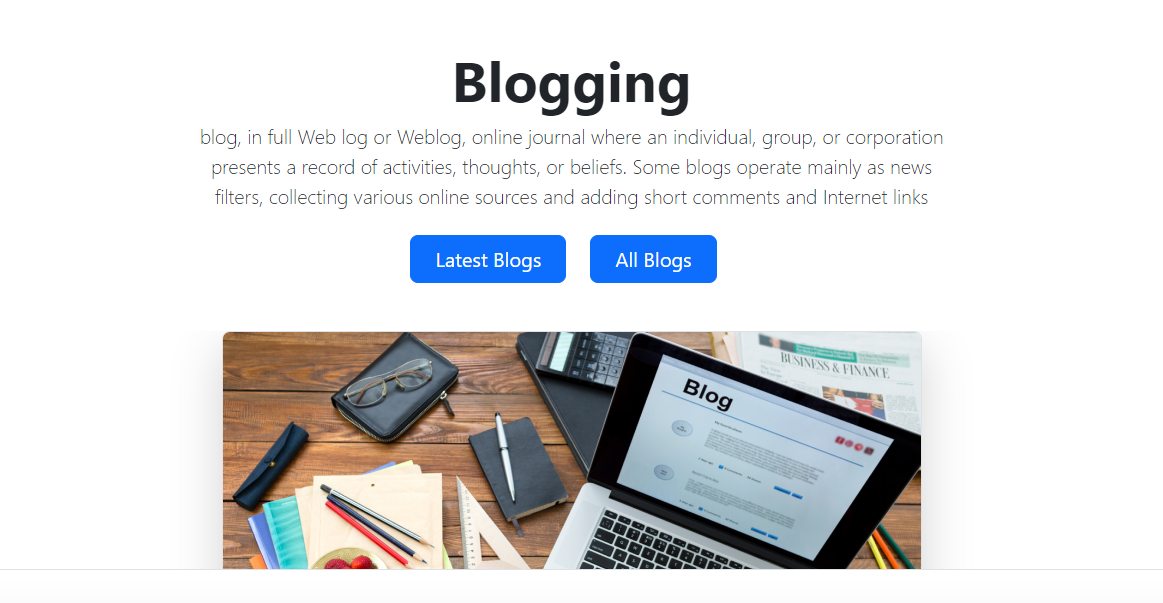 Blogging
blog, in full Web log or Weblog, online journal where an individual, group, or corporation
presents a record of activities, thoughts, or beliefs. Some blogs operate mainly as news
filters, collecting various online sources and adding short comments and Internet links
Latest Blogs
All Blogs
BUSINESS & FINANCE
Blog